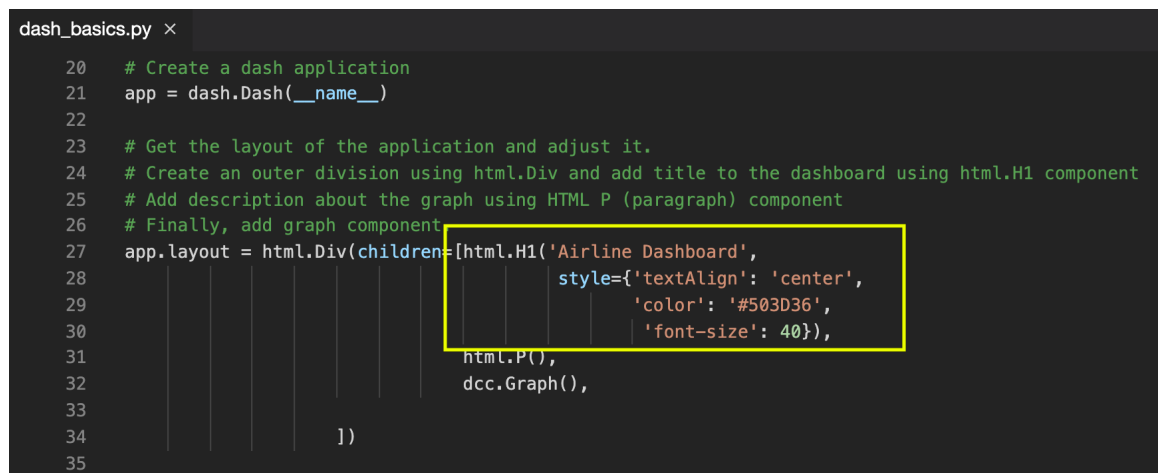 dash_basics.py ×
20 # Create a dash application
21 app = dash.Dash(__name__)
22
23 # Get the layout of the application and adjust it.
24 # Create an outer division using html.Div and add title to the dashboard using html.H1 component
25 # Add description about the graph using HTML P (paragraph) component
26 # Finally, add graph component
27 app.layout = html.Div(children=[html.H1('Airline Dashboard',
28 style={'textAlign': 'center',
29 'color': '#503D36',
30 'font-size': 40}),
31 html.P(),
32 dcc.Graph(),
33
34 ])
35